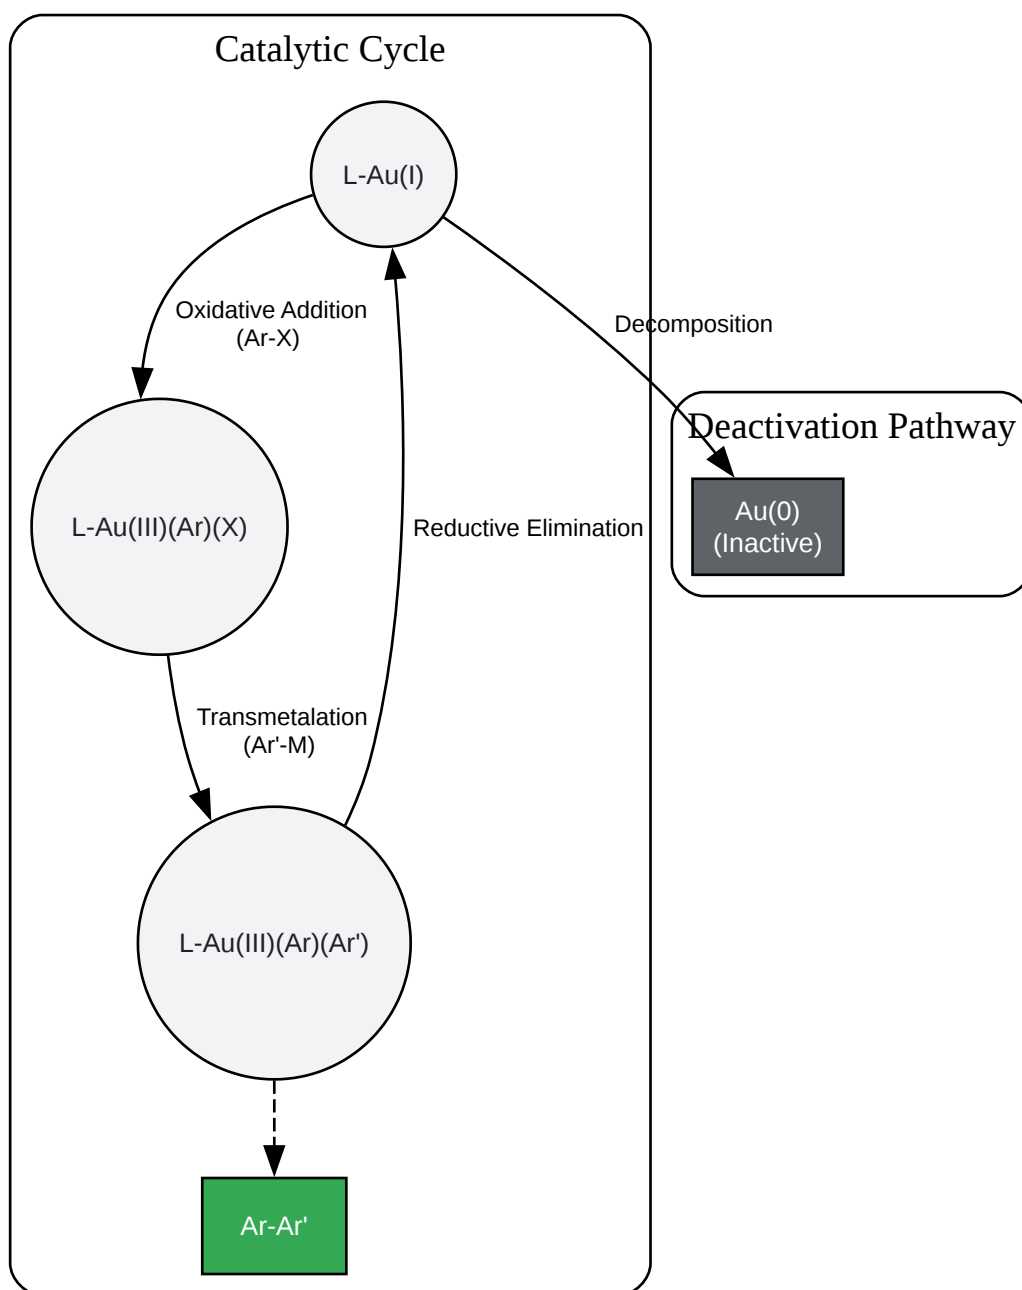 Catalytic Cycle
L-Au(I)
Oxidative Addition
(Ar-X)
Decomposition
Deactivation Pathway
Au(0)
(Inactive)
L-Au(III)(Ar)(X)
Reductive Elimination
Transmetalation
(Ar'-M)
L-Au(III)(Ar)(Ar')
Ar-Ar'